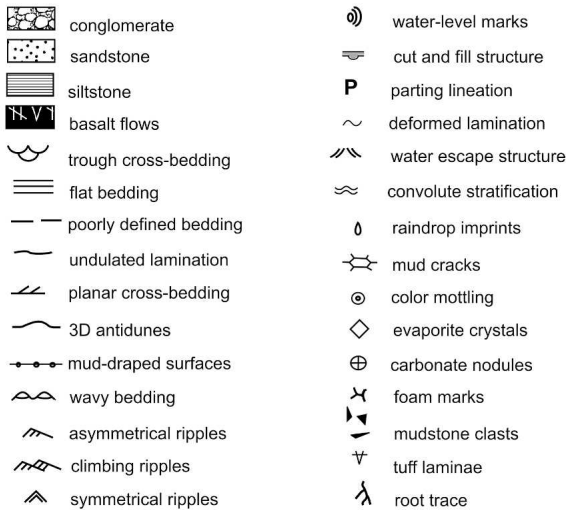 conglomerate
sandstone
siltstone
basalt flows
trough cross-bedding
flat bedding
poorly defined bedding
undulated lamination
planar cross-bedding
3D antidunes
mud-draped surfaces
wavy bedding
asymmetrical ripples
climbing ripples
symmetrical ripples
water-level marks
cut and fill structure
P parting lineation
deformed lamination
water escape structure
convolute stratification
raindrop imprints
mud cracks
color mottling
evaporite crystals
carbonate nodules
foam marks
mudstone clasts
tuff laminae
root trace